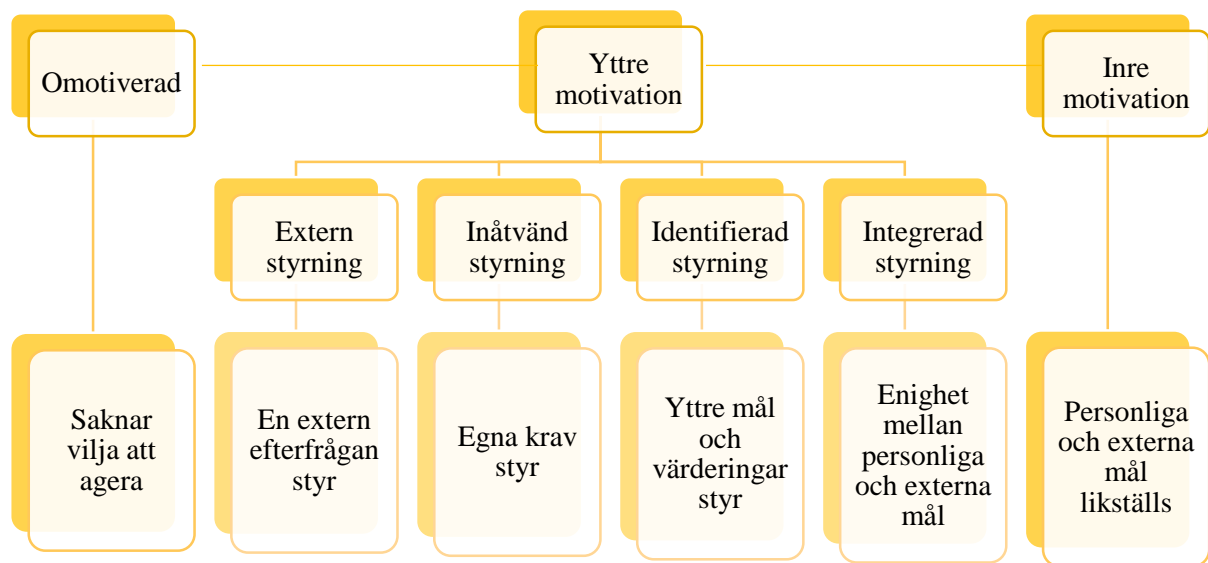 Omotiverad
Yttre
motivation
Inre
motivation
Extern
styrning
Inåtvänd
styrning
Identifierad
styrning
Integrerad
styrning
Saknar
vilja att
agera
En extern
efterfrågan
styr
Egna krav
styr
Yttre mål
och
värderingar
styr
Enighet
mellan
personliga
och externa
mål
Personliga
och externa
mål
likställs